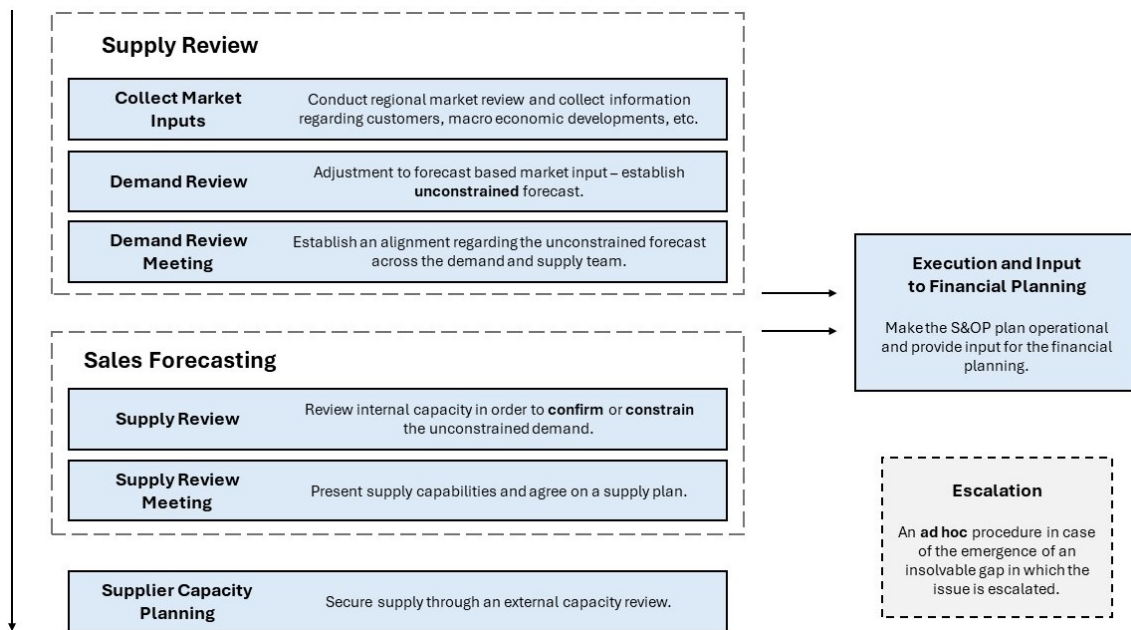 Supply Review
Collect Market
Inputs
Conduct regional market review and collect information
regarding customers, macro economic developments, etc.
Demand Review
Adjustment to forecast based market input – establish
unconstrained forecast.
Demand Review
Meeting
Establish an alignment regarding the unconstrained forecast
across the demand and supply team.
Sales Forecasting
Supply Review
Review internal capacity in order to confirm or constrain
the unconstrained demand.
Supply Review
Meeting
Present supply capabilities and agree on a supply plan.
Supplier Capacity
Planning
Secure supply through an external capacity review.
Execution and Input
to Financial Planning
Make the S&OP plan operational
and provide input for the financial
planning.
Escalation
An ad hoc procedure in case
of the emergence of an
insolvable gap in which the
issue is escalated.